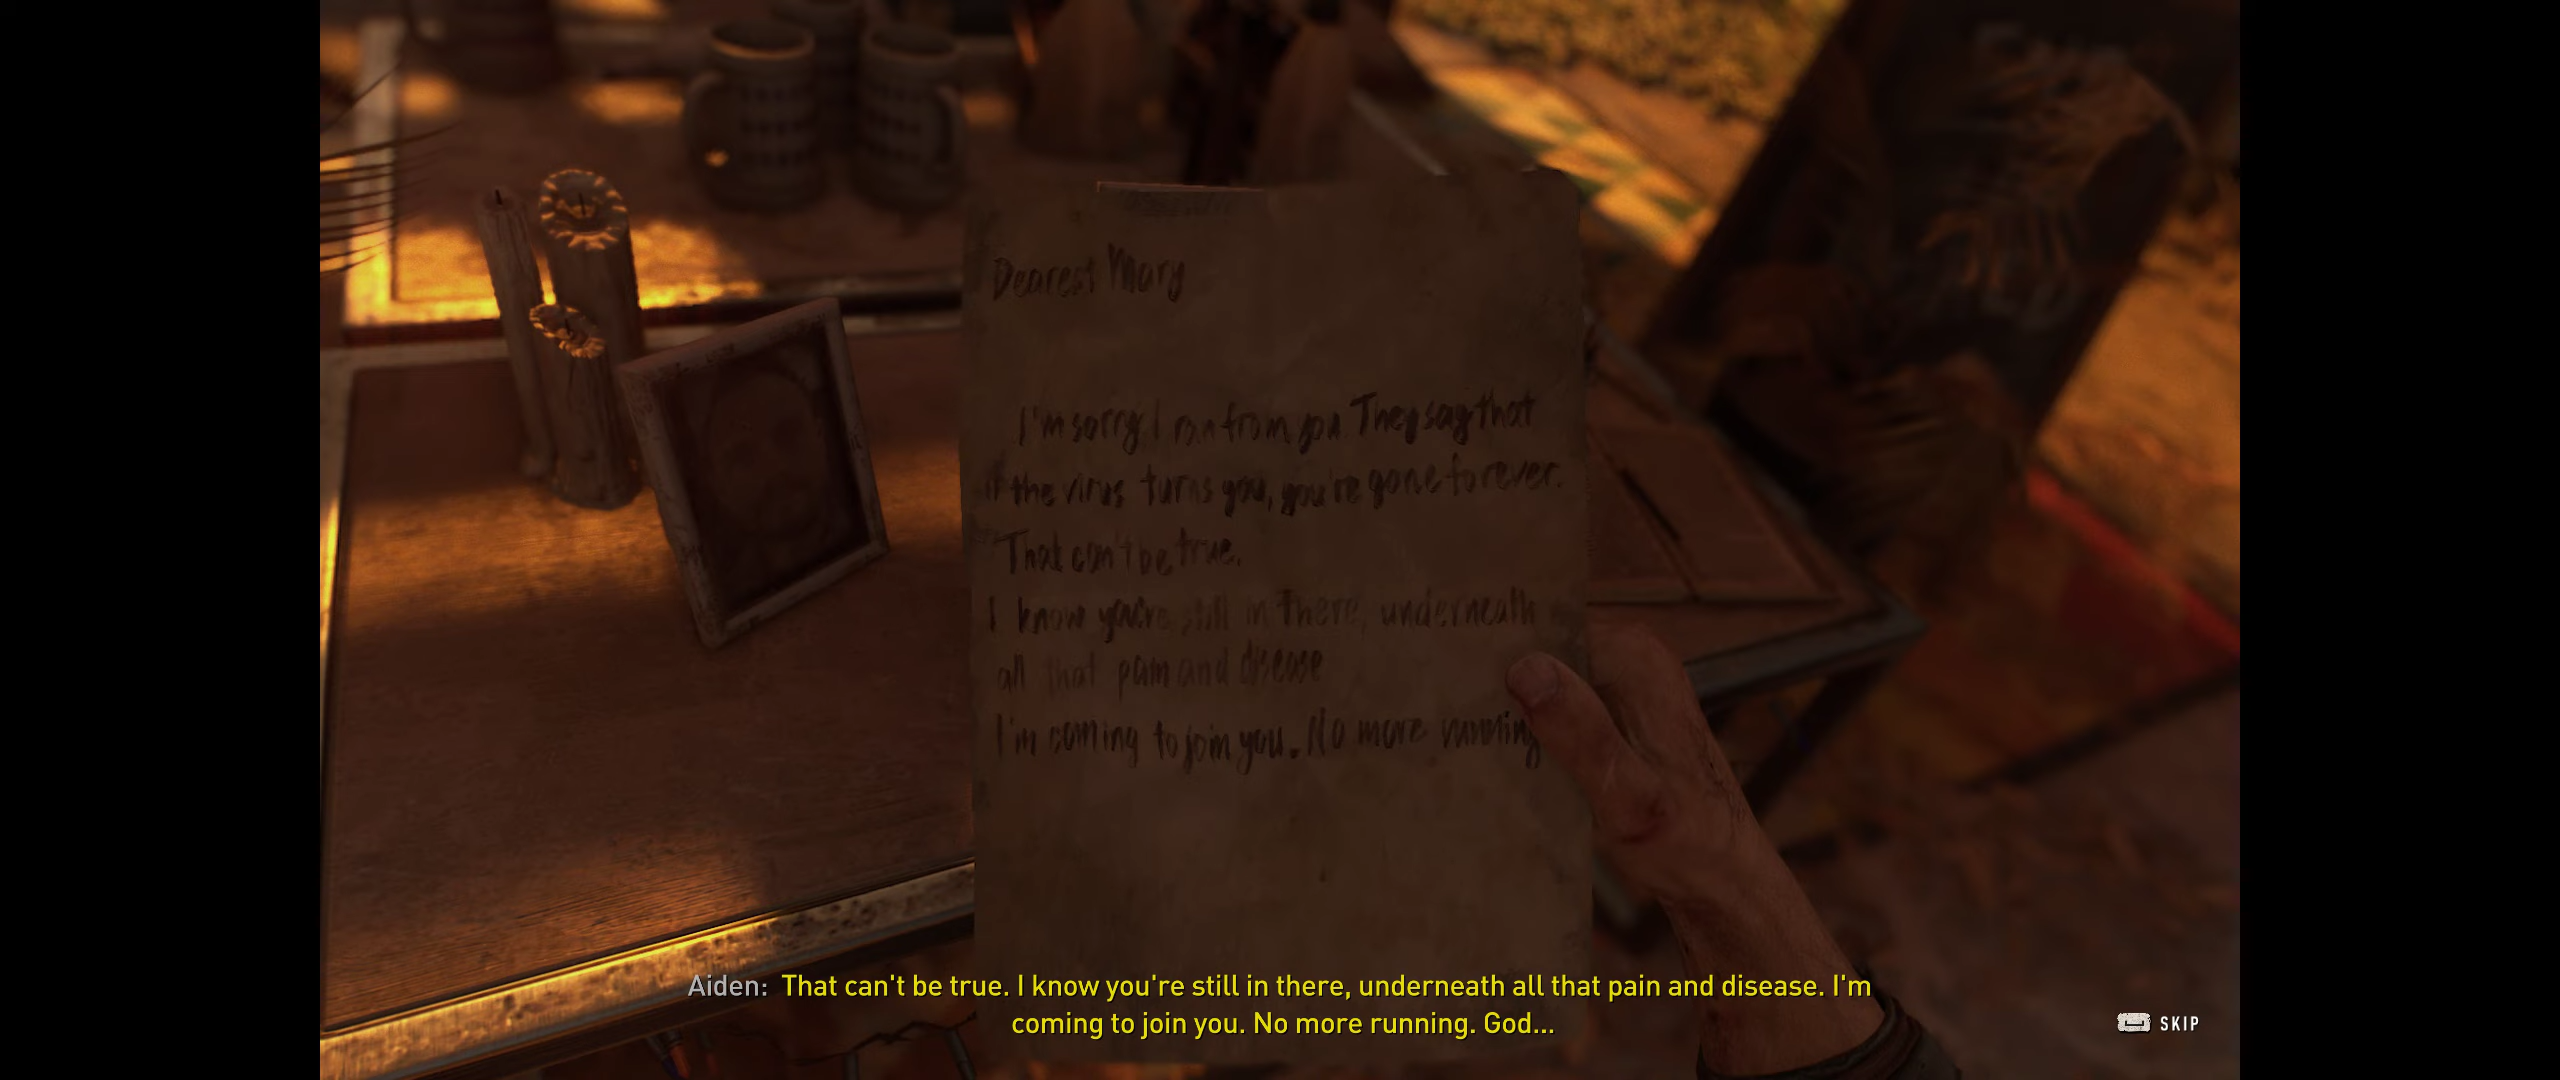 Dearest Mary
I'm sorry I ran from you. They say that
if the virus turns you, you're gone forever.
That can't be true.
I know you're still in there, underneath
all that pain and disease
I'm coming to join you. No more running
Aiden: That can't be true. I know you're still in there, underneath all that pain and disease. I'm
coming to join you. No more running. God...
SKIP